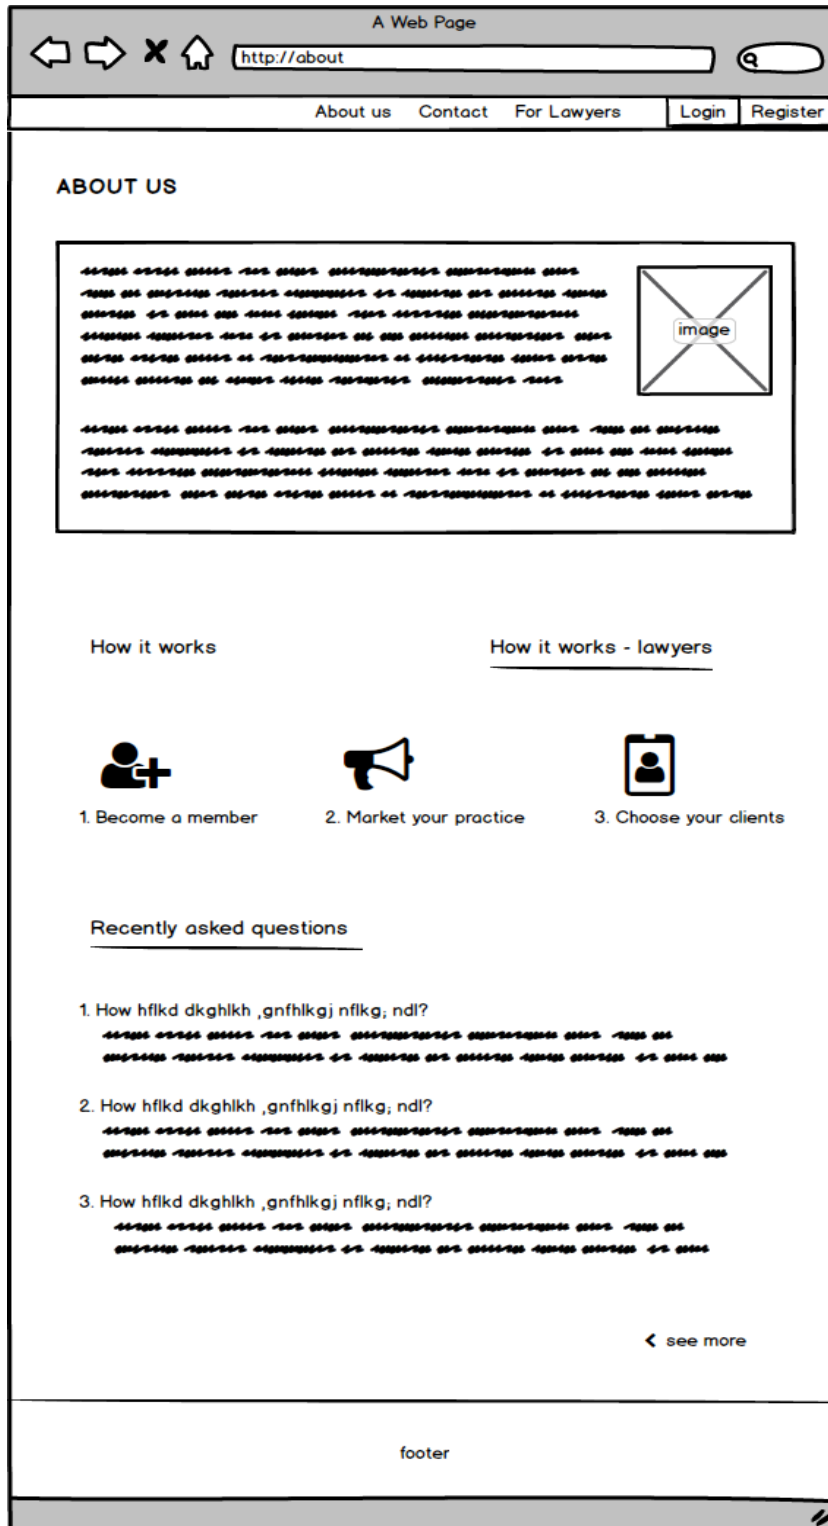 A Web Page
http://about
About us Contact For Lawyers Login Register
ABOUT US
image
How it works How it works - lawyers
1. Become a member 2. Market your practice 3. Choose your clients
Recently asked questions
1. How hflkd dkghlkh ,gnfhlkgj nflkg; ndl?
2. How hflkd dkghlkh ,gnfhlkgj nflkg; ndl?
3. How hflkd dkghlkh ,gnfhlkgj nflkg; ndl?
see more
footer